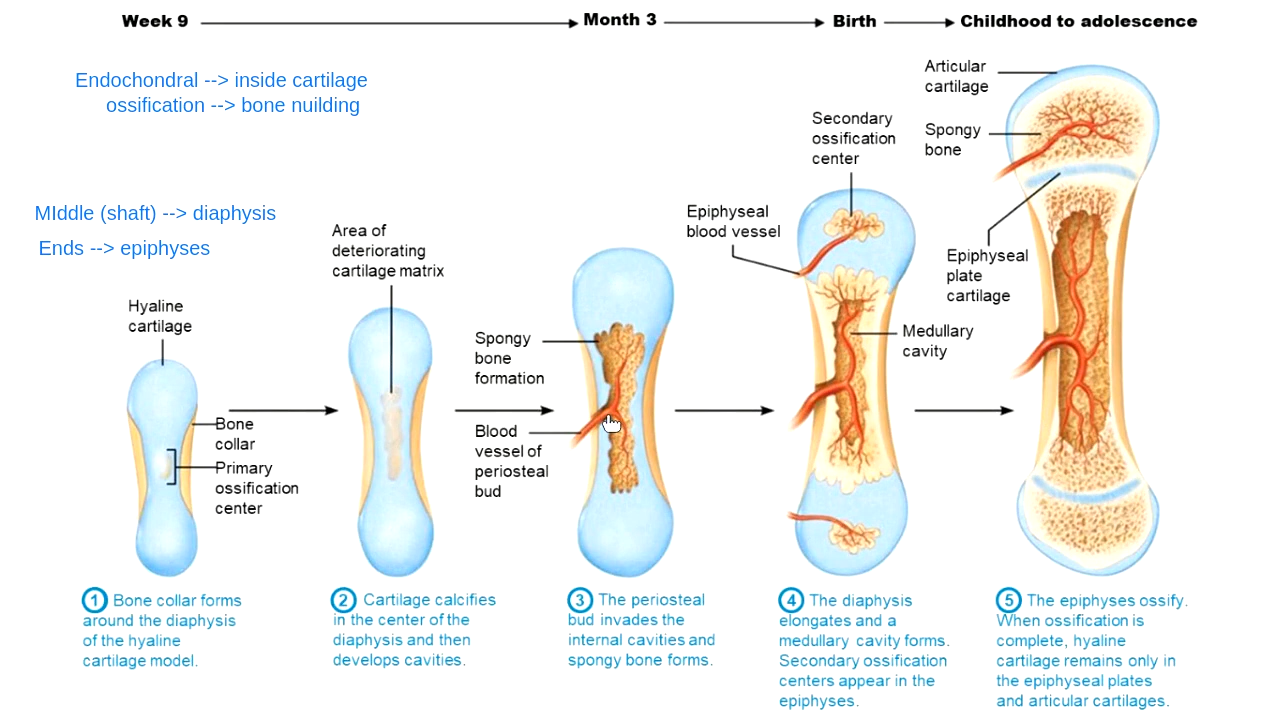 Week 9
Month 3
Birth
Childhood to adolescence
Endochondral --> inside cartilage
ossification --> bone nuilding
MIddle (shaft) --> diaphysis
Ends --> epiphyses
Hyaline
cartilage
Bone
collar
Primary
ossification
center
Area of
deteriorating
cartilage matrix
Spongy
bone
formation
Blood
vessel of
periosteal
bud
Epiphyseal
blood vessel
Secondary
ossification
center
Medullary
cavity
Articular
cartilage
Spongy
bone
Epiphyseal
plate
cartilage
1 Bone collar forms
around the diaphysis
of the hyaline
cartilage model.
2 Cartilage calcifies
in the center of the
diaphysis and then
develops cavities.
3 The periosteal
bud invades the
internal cavities and
spongy bone forms.
4 The diaphysis
elongates and a
medullary cavity forms.
Secondary ossification
centers appear in the
epiphyses.
5 The epiphyses ossify.
When ossification is
complete, hyaline
cartilage remains only in
the epiphyseal plates
and articular cartilages.